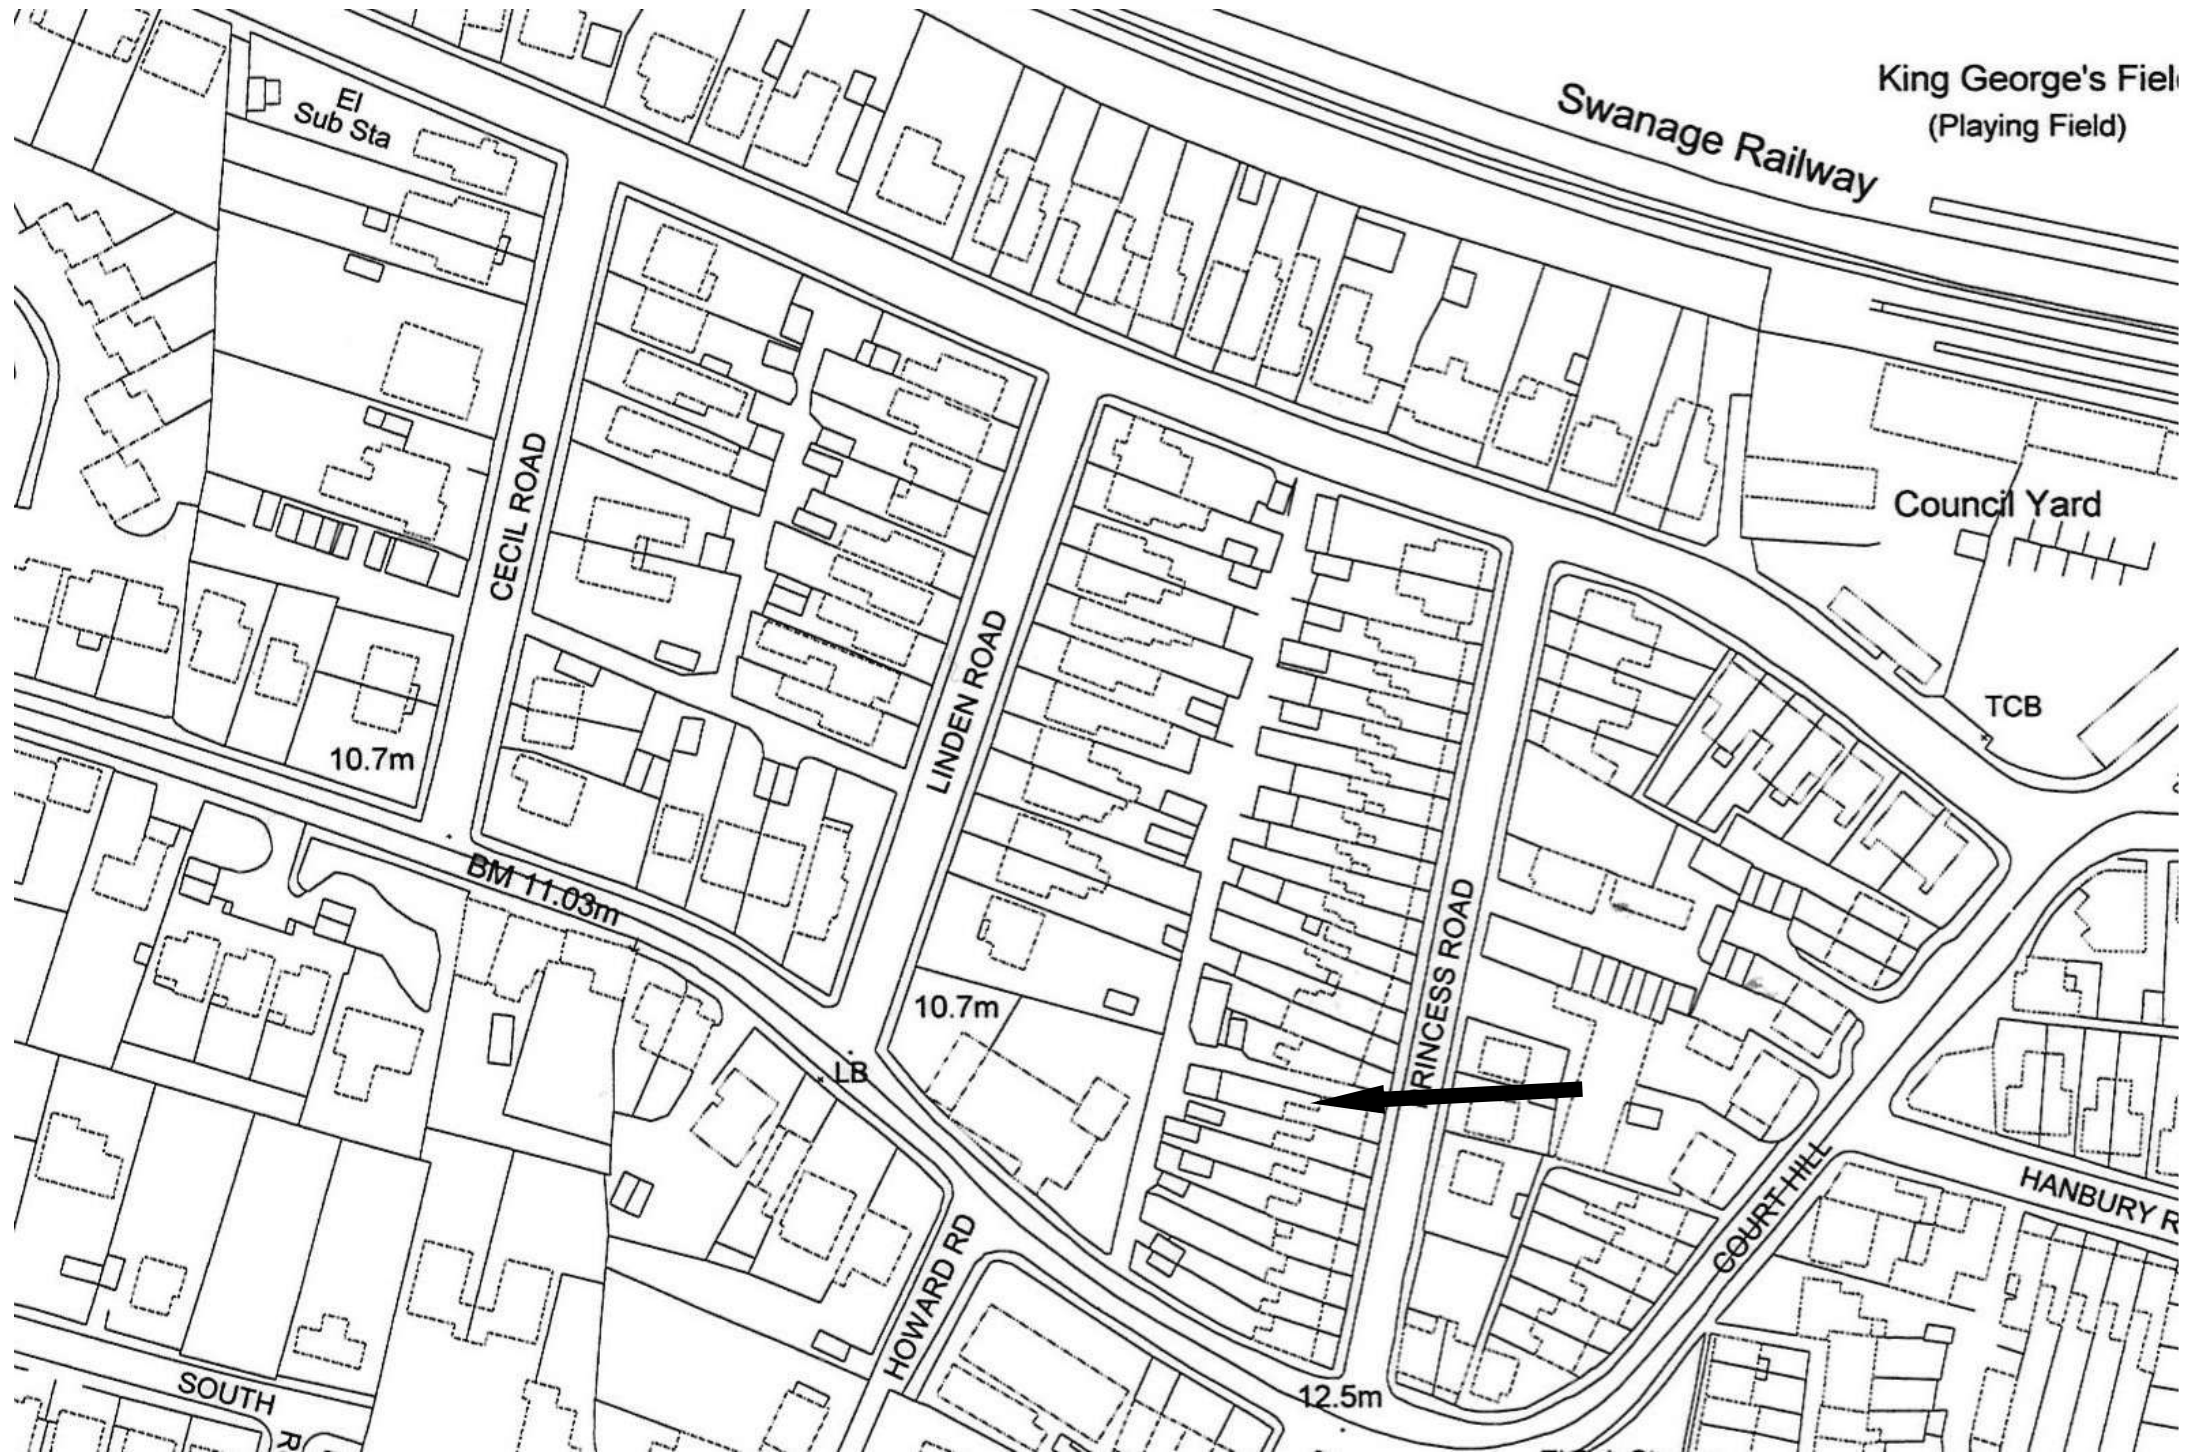 King George's Fiel
(Playing Field)
Swanage Railway
El
Sub Sta
CECIL ROAD
Council Yard
LINDEN ROAD
TCB
10.7m
BM 11.03m
PRINCESS ROAD
10.7m
LB
COURT HILL
HANBURY R
HOWARD RD
SOUTH
R
12.5m